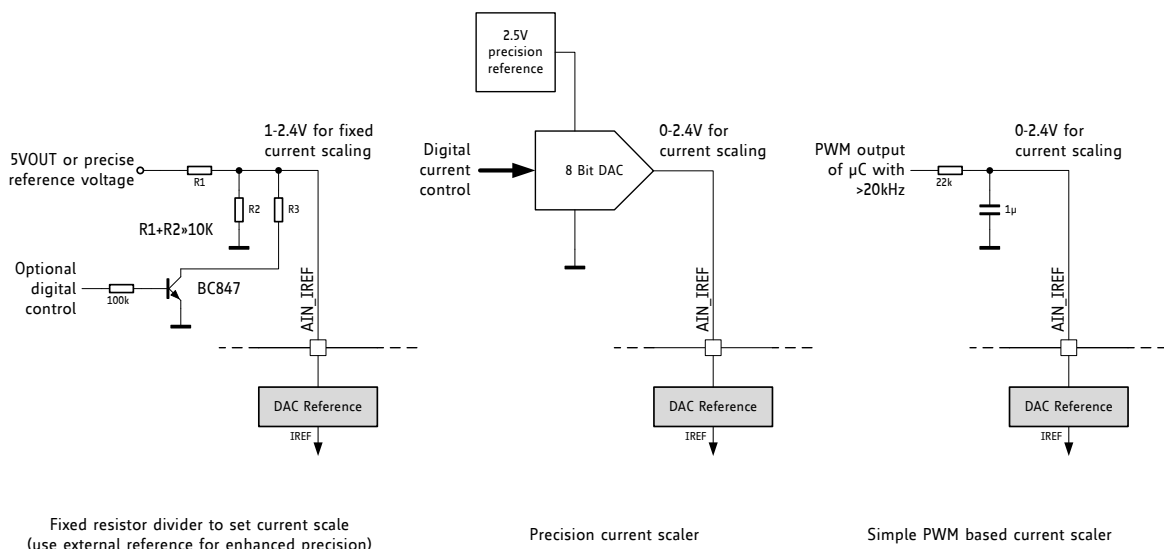 1-2.4V for fixed
current scaling
5VOUT or precise
reference voltage
R1
R2
R3
R1+R2»10K
Optional
digital
control
100k
BC847
AIN_IREF
DAC Reference
IREF
Fixed resistor divider to set current scale
(use external reference for enhanced precision)
2.5V
precision
reference
Digital
current
control
8 Bit DAC
0-2.4V for
current scaling
AIN_IREF
DAC Reference
IREF
Precision current scaler
PWM output
of µC with
>20kHz
0-2.4V for
current scaling
22k
1µ
AIN_IREF
DAC Reference
IREF
Simple PWM based current scaler